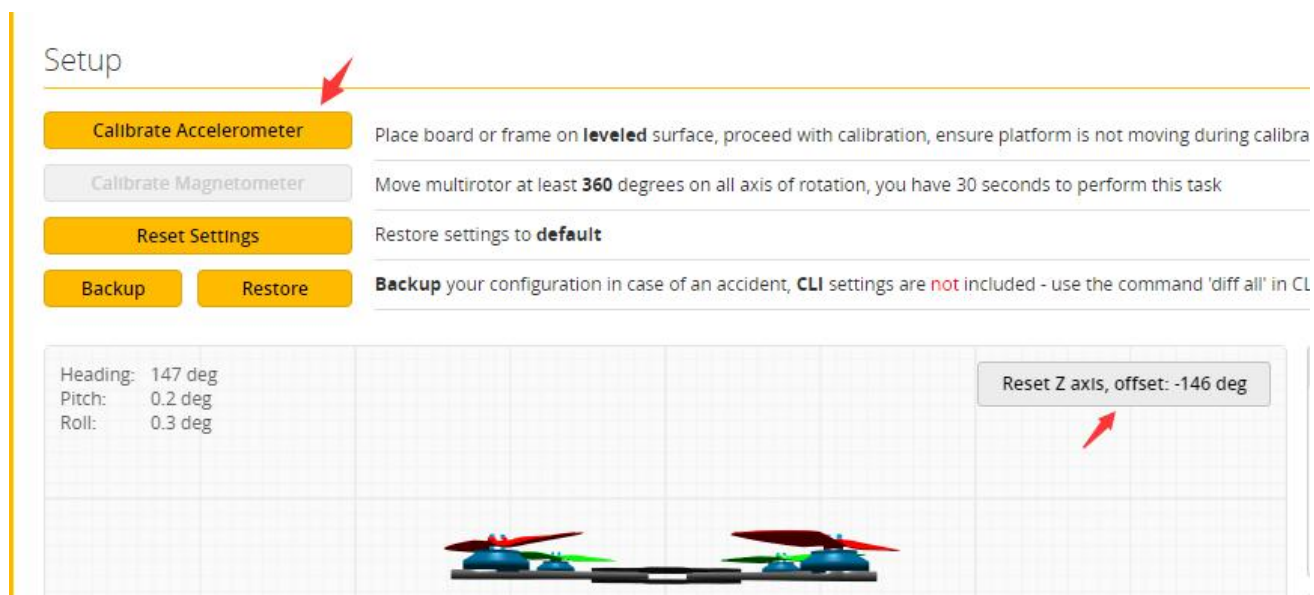 Setup
Calibrate Accelerometer
Place board or frame on leveled surface, proceed with calibration, ensure platform is not moving during calibra
Calibrate Magnetometer
Move multirotor at least 360 degrees on all axis of rotation, you have 30 seconds to perform this task
Reset Settings
Restore settings to default
Backup Restore
Backup your configuration in case of an accident, CLI settings are not included - use the command 'diff all' in CL
Heading: 147 deg
Reset Z axis, offset: -146 deg
Pitch: 0.2 deg
Roll: 0.3 deg